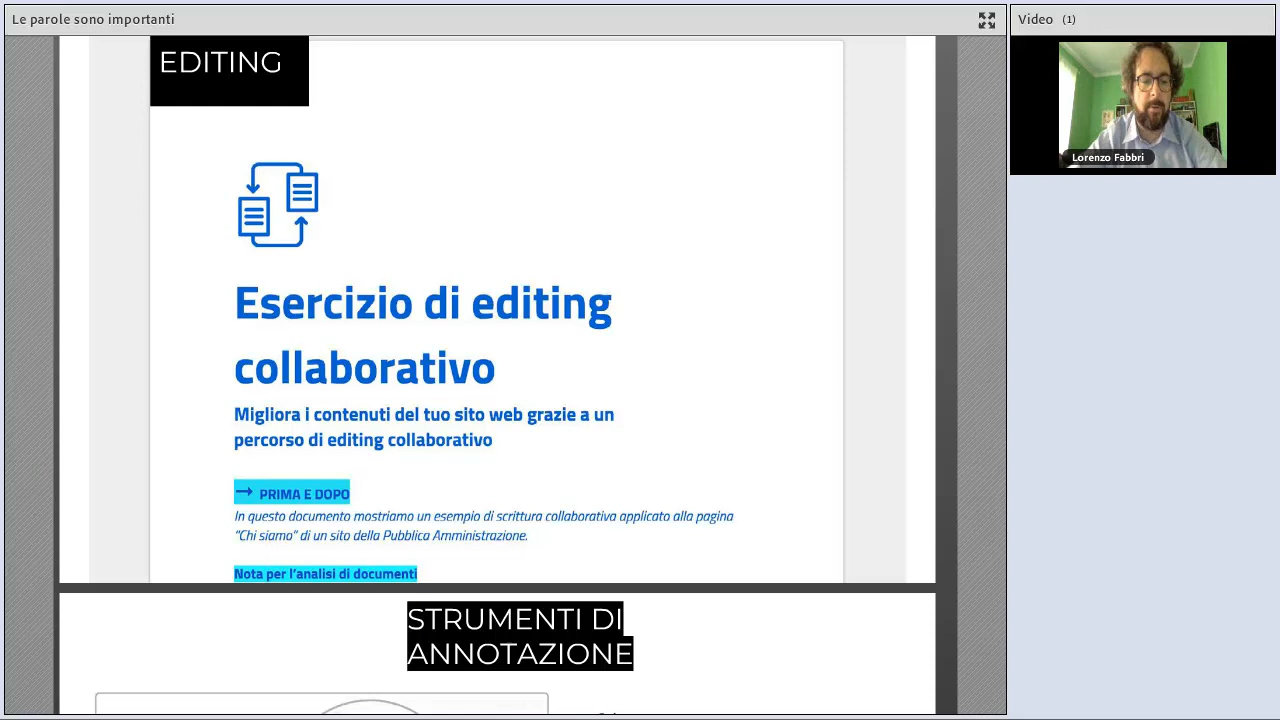 Le parole sono importanti
Video (1)
EDITING
Lorenzo Fabbri
Esercizio di editing
collaborativo
Migliora i contenuti del tuo sito web grazie a un
percorso di editing collaborativo
→ PRIMA E DOPO
In questo documento mostriamo un esempio di scrittura collaborativa applicato alla pagina
“Chi siamo” di un sito della Pubblica Amministrazione.
Nota per l’analisi di documenti
STRUMENTI DI
ANNOTAZIONE